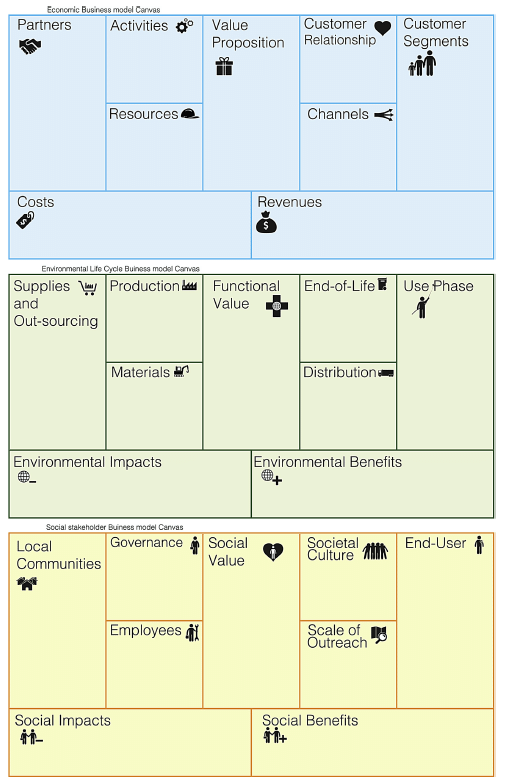 Economic Business model Canvas
Partners
Activities
Value
Proposition
Customer
Relationship
Customer
Segments
Resources
Channels
Costs
Revenues
Environmental Life Cycle Buiness model Canvas
Supplies
and
Out-sourcing
Production
Functional
Value
End-of-Life
Use Phase
Materials
Distribution
Environmental Impacts
Environmental Benefits
Social stakeholder Buiness model Canvas
Local
Communities
Governance
Social
Value
Societal
Culture
End-User
Employees
Scale of
Outreach
Social Impacts
Social Benefits